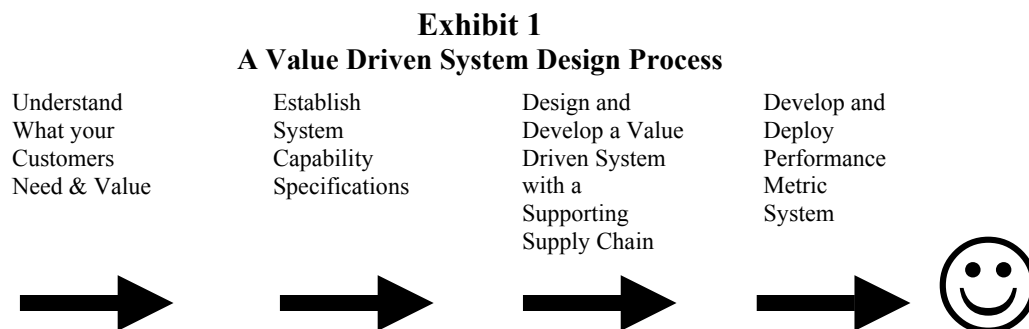 Exhibit 1
A Value Driven System Design Process
Understand
What your
Customers
Need & Value
Establish
System
Capability
Specifications
Design and
Develop a Value
Driven System
with a
Supporting
Supply Chain
Develop and
Deploy
Performance
Metric
System